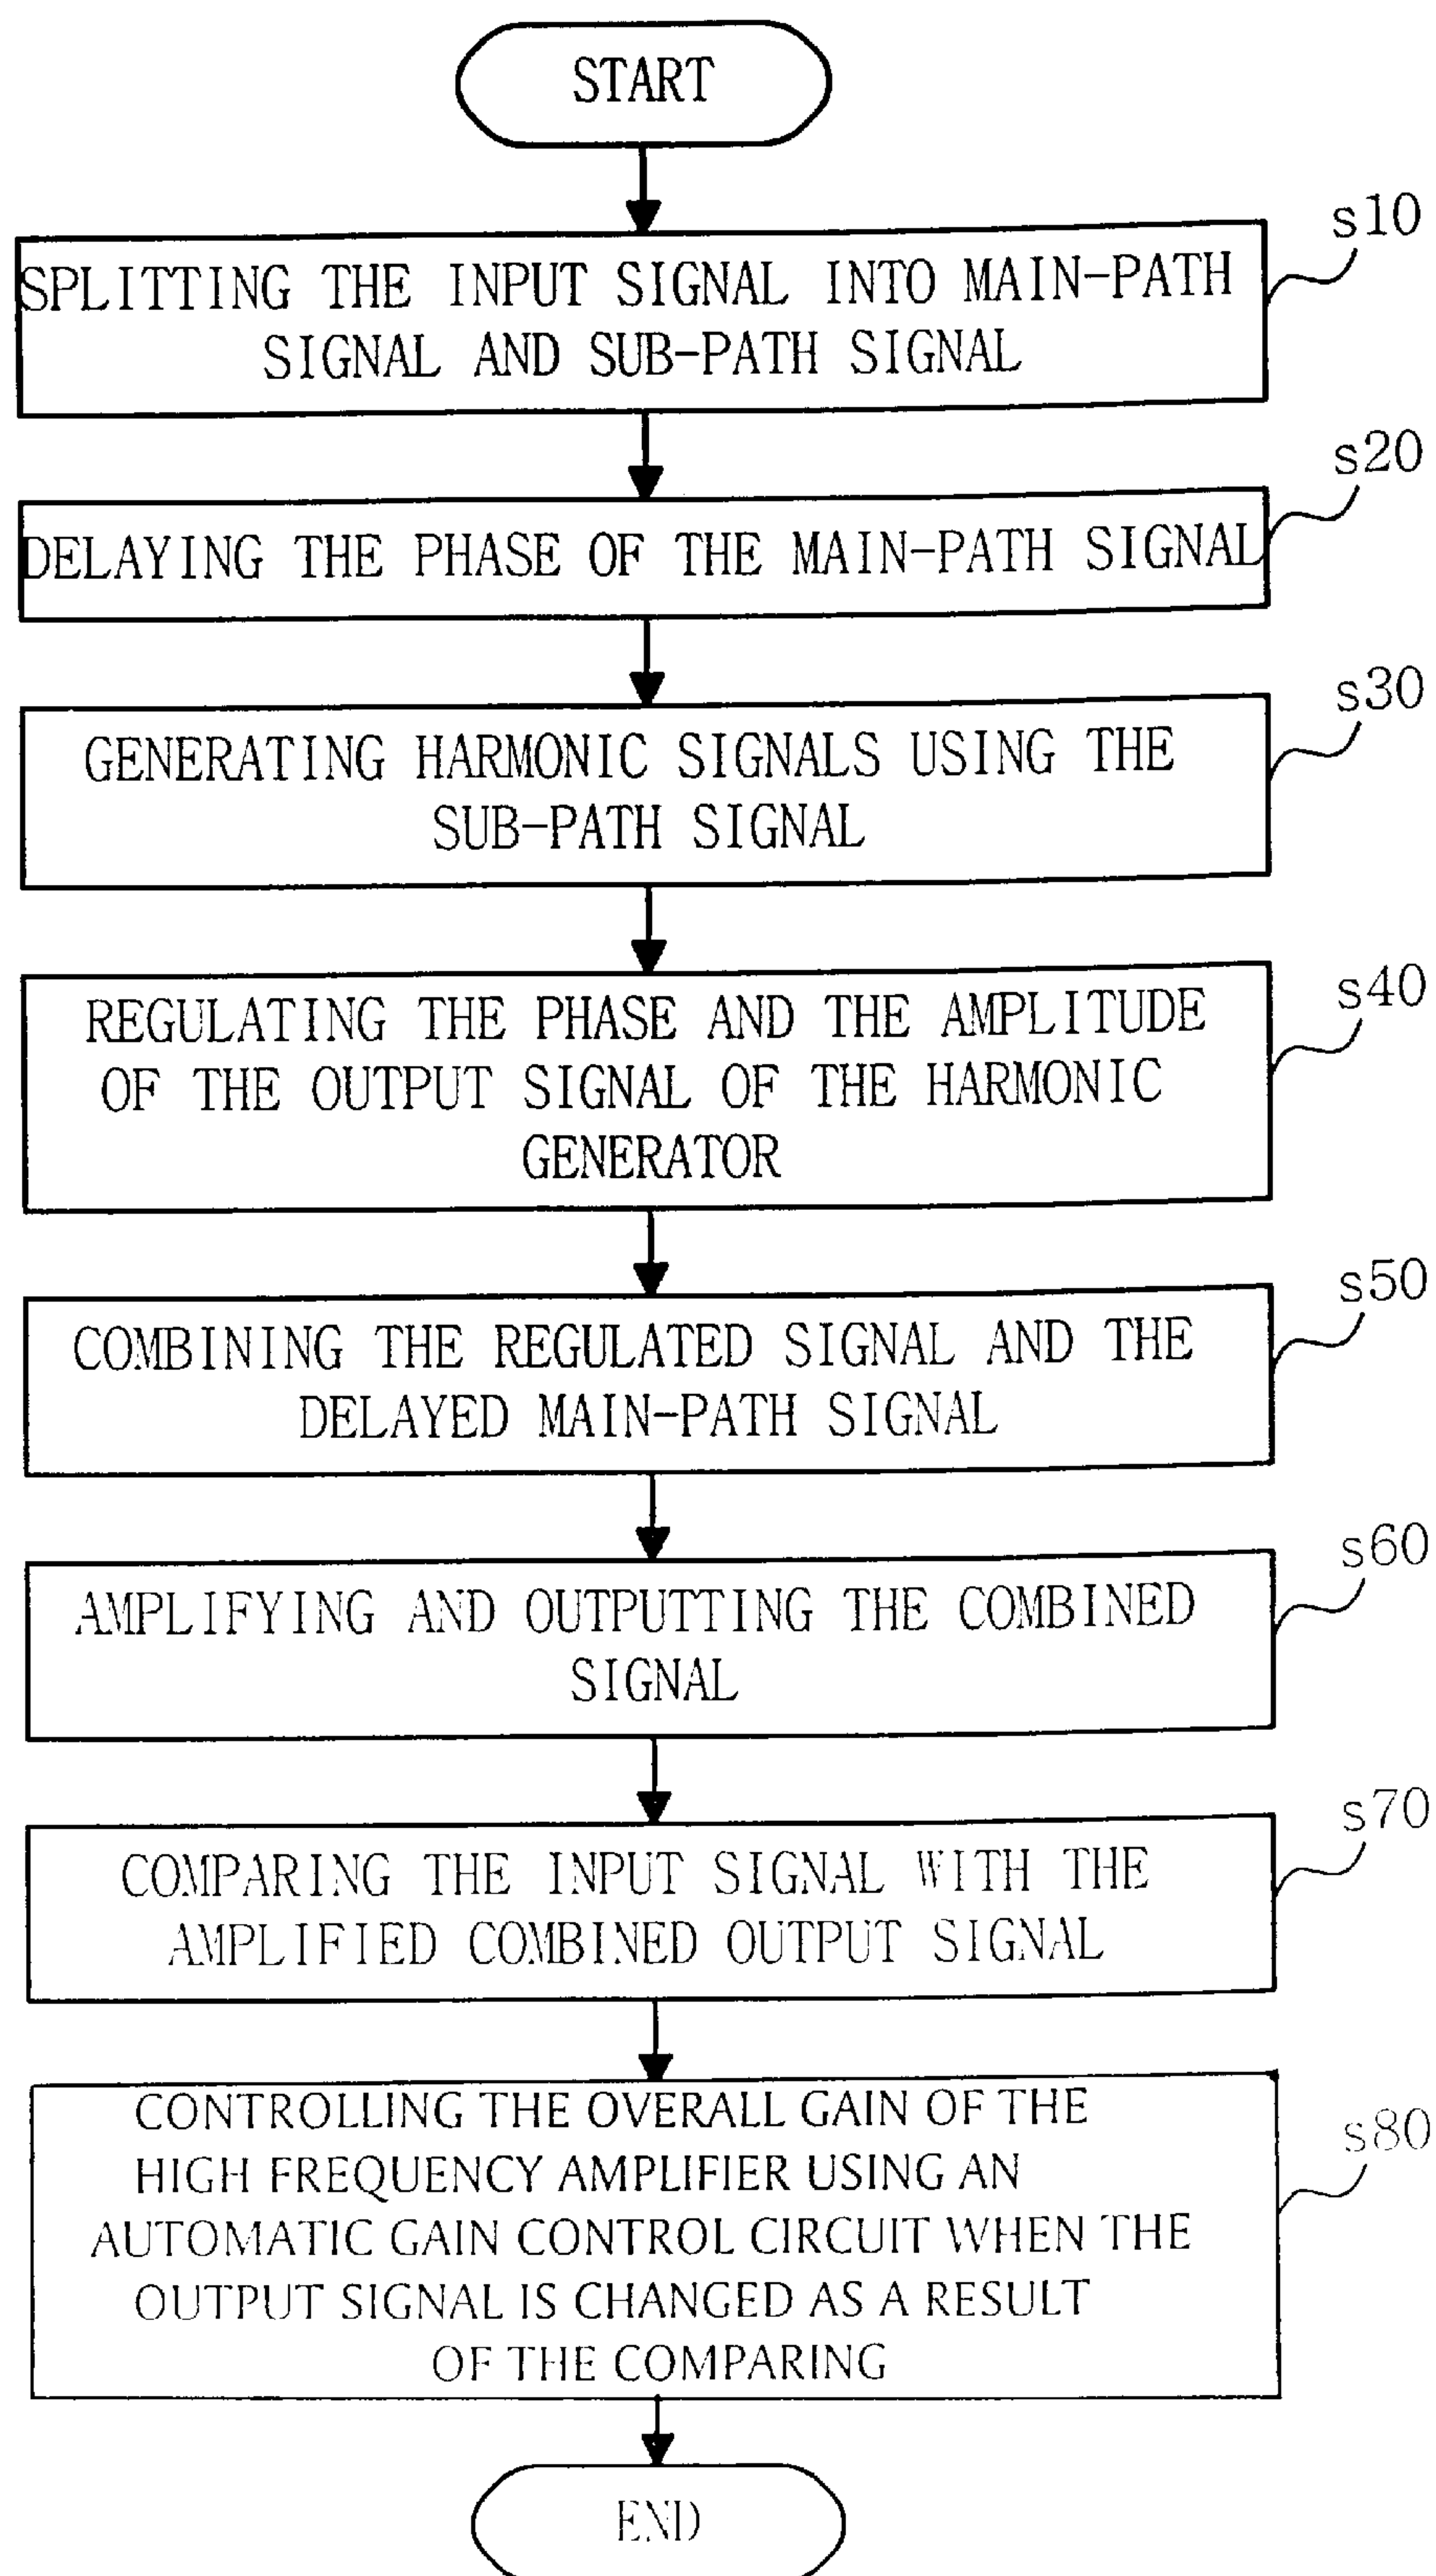 START
s10
SPLITTING THE INPUT SIGNAL INTO MAIN-PATH
SIGNAL AND SUB-PATH SIGNAL
s20
DELAYING THE PHASE OF THE MAIN-PATH SIGNAL
s30
GENERATING HARMONIC SIGNALS USING THE
SUB-PATH SIGNAL
s40
REGULATING THE PHASE AND THE AMPLITUDE
OF THE OUTPUT SIGNAL OF THE HARMONIC
GENERATOR
s50
COMBINING THE REGULATED SIGNAL AND THE
DELAYED MAIN-PATH SIGNAL
s60
AMPLIFYING AND OUTPUTTING THE COMBINED
SIGNAL
s70
COMPARING THE INPUT SIGNAL WITH THE
AMPLIFIED COMBINED OUTPUT SIGNAL
s80
CONTROLLING THE OVERALL GAIN OF THE
HIGH FREQUENCY AMPLIFIER USING AN
AUTOMATIC GAIN CONTROL CIRCUIT WHEN THE
OUTPUT SIGNAL IS CHANGED AS A RESULT
OF THE COMPARING
END